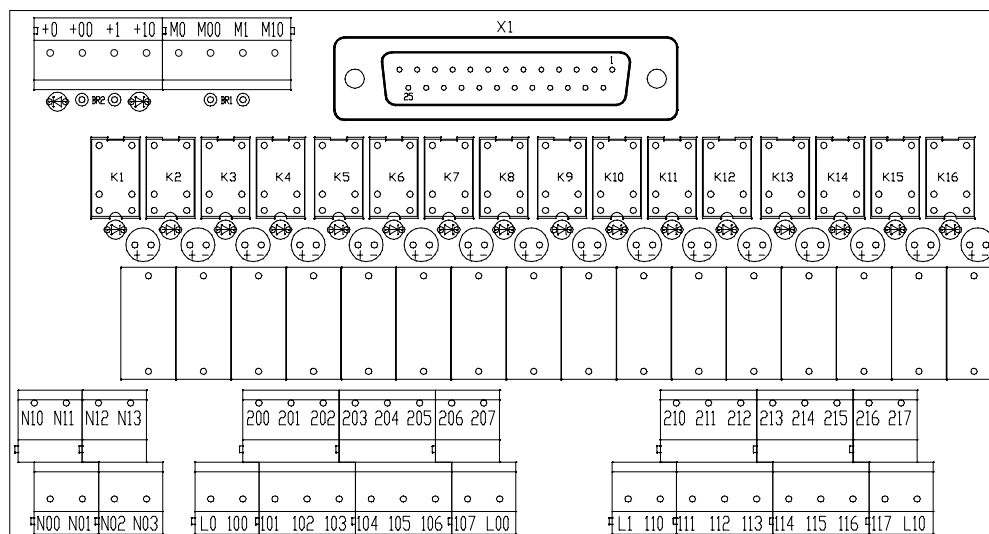 +0 +00 +1 +10 M0 M00 M1 M10
X1
1
25
BR2 BR1
K1 K2 K3 K4 K5 K6 K7 K8 K9 K10 K11 K12 K13 K14 K15 K16
+ - + - + - + - + - + - + - + - + - + - + - + - + - + - + - + -
N10 N11 N12 N13 200 201 202 203 204 205 206 207 210 211 212 213 214 215 216 217
N00 N01 N02 N03 L0 100 101 102 103 104 105 106 107 L00 L1 110 111 112 113 114 115 116 117 L10